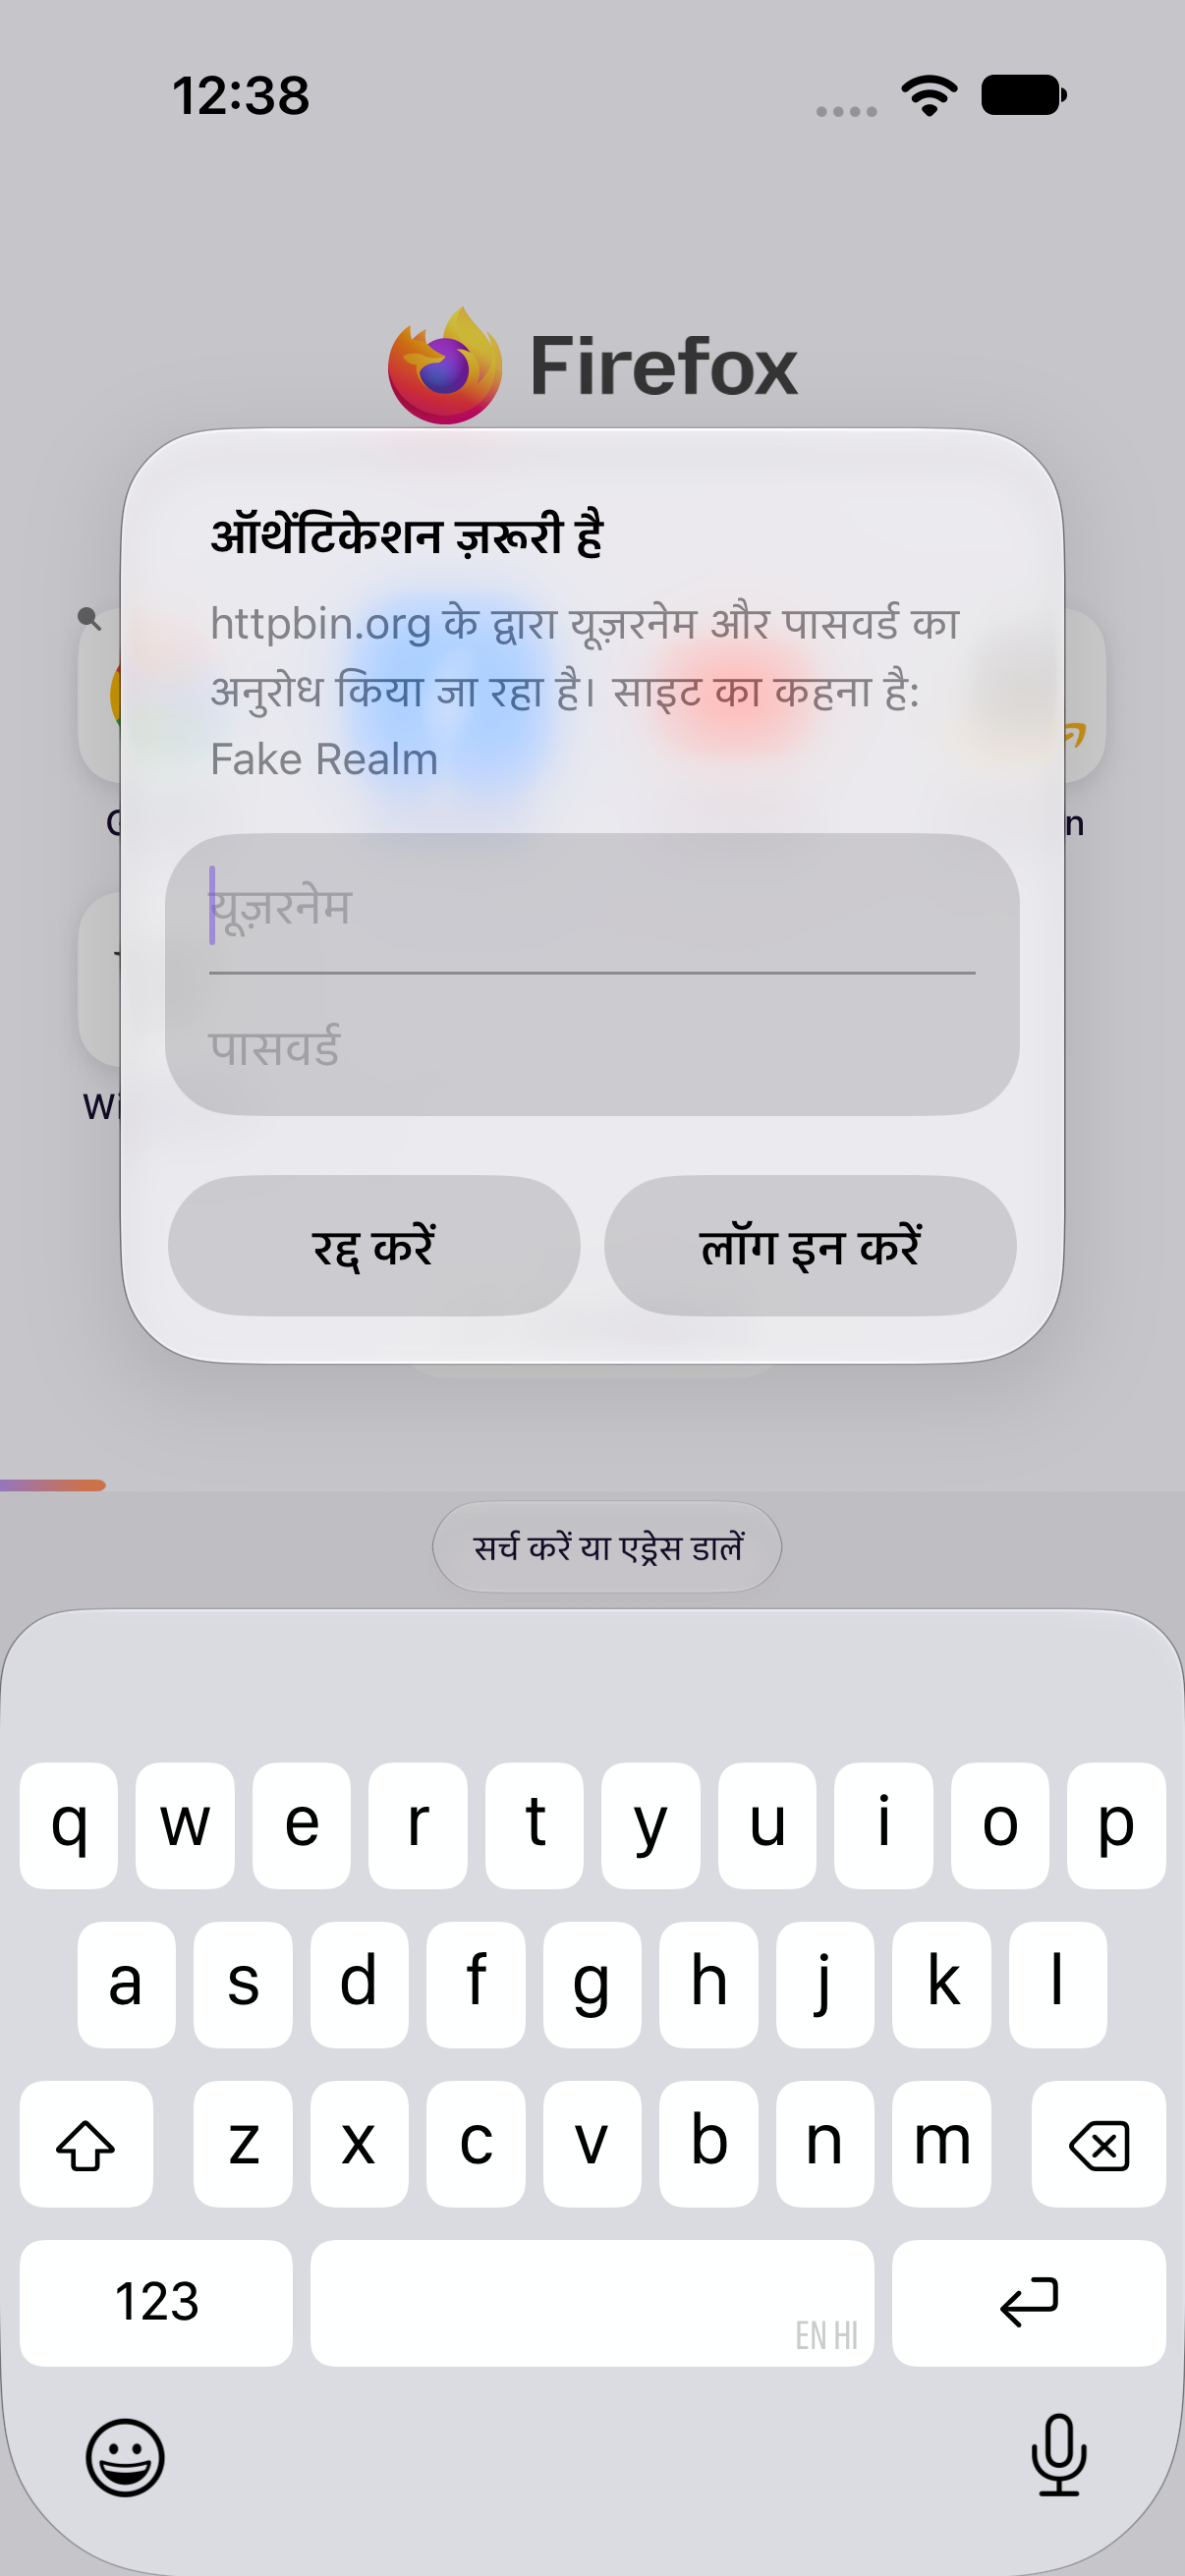 12:38
Firefox
ऑथेंटिकेशन ज़रूरी है
httpbin.org के द्वारा यूज़रनेम और पासवर्ड का
अनुरोध किया जा रहा है। साइट का कहना है:
Fake Realm
यूज़रनेम
पासवर्ड
रद्द करें
लॉग इन करें
सर्च करें या एड्रेस डालें
q w e r t y u i o p
a s d f g h j k l
z x c v b n m
123
EN HI